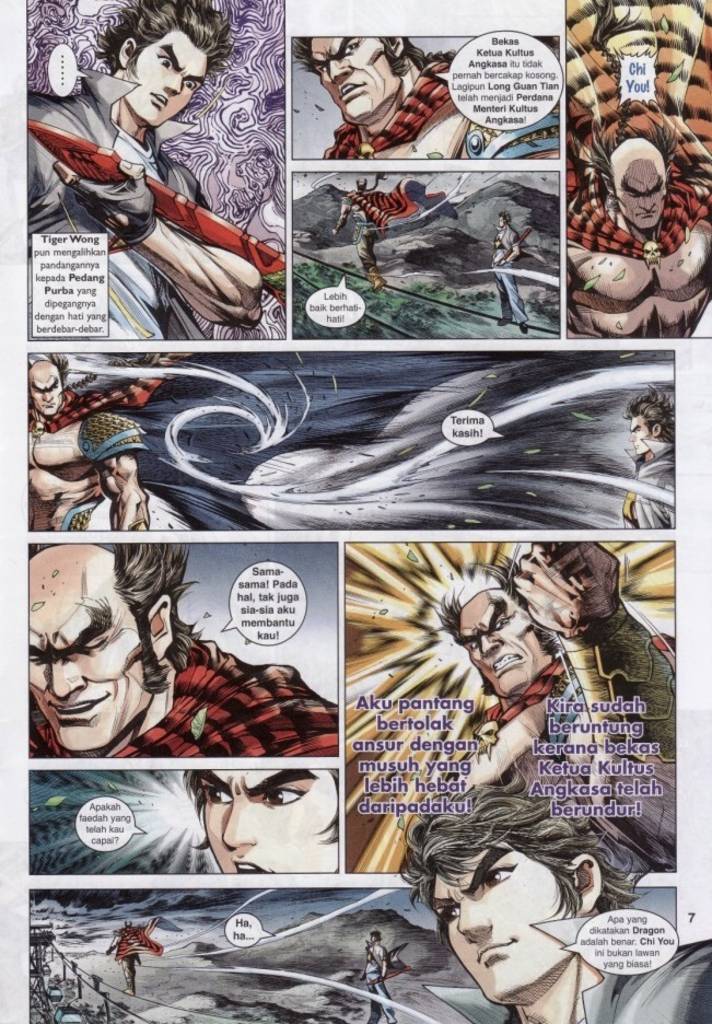 .....
Tiger Wong
pun mengalihkan
pandangannya
kepada Pedang
Purba yang
dipegangnya
dengan hati yang
berdebar-debar.
Bekas
Ketua Kultus
Angkasa itu tidak
pernah bercakap kosong.
Lagipun Long Guan Tian
telah menjadi Perdana
Menteri Kultus
Angkasa!
Lebih
baik berhati-
hati!
Chi
You!
Terima
kasih!
Sama-
sama! Pada
hal, tak juga
sia-sia aku
membantu
kau!
Apakah
faedah yang
telah kau
capai?
Aku pantang
bertolak
ansur dengan
musuh yang
lebih hebat
daripadaku!
Kira sudah
beruntung
kerana bekas
Ketua Kultus
Angkasa telah
berundur!
Ha,
ha...
Apa yang
dikatakan Dragon
adalah benar. Chi You
ini bukan lawan
yang biasa!
7